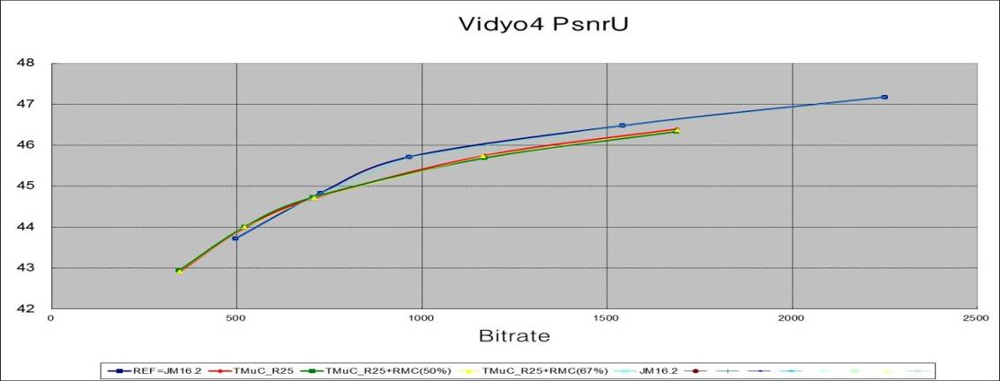 Vidyo4 PsnrU
48
47
46
45
44
43
42
0 500 1000 1500 2000 2500
Bitrate
REF=JM16.2 TMuC_R25 TMuC_R25+RMC(50%) TMuC_R25+RMC(67%) JM16.2